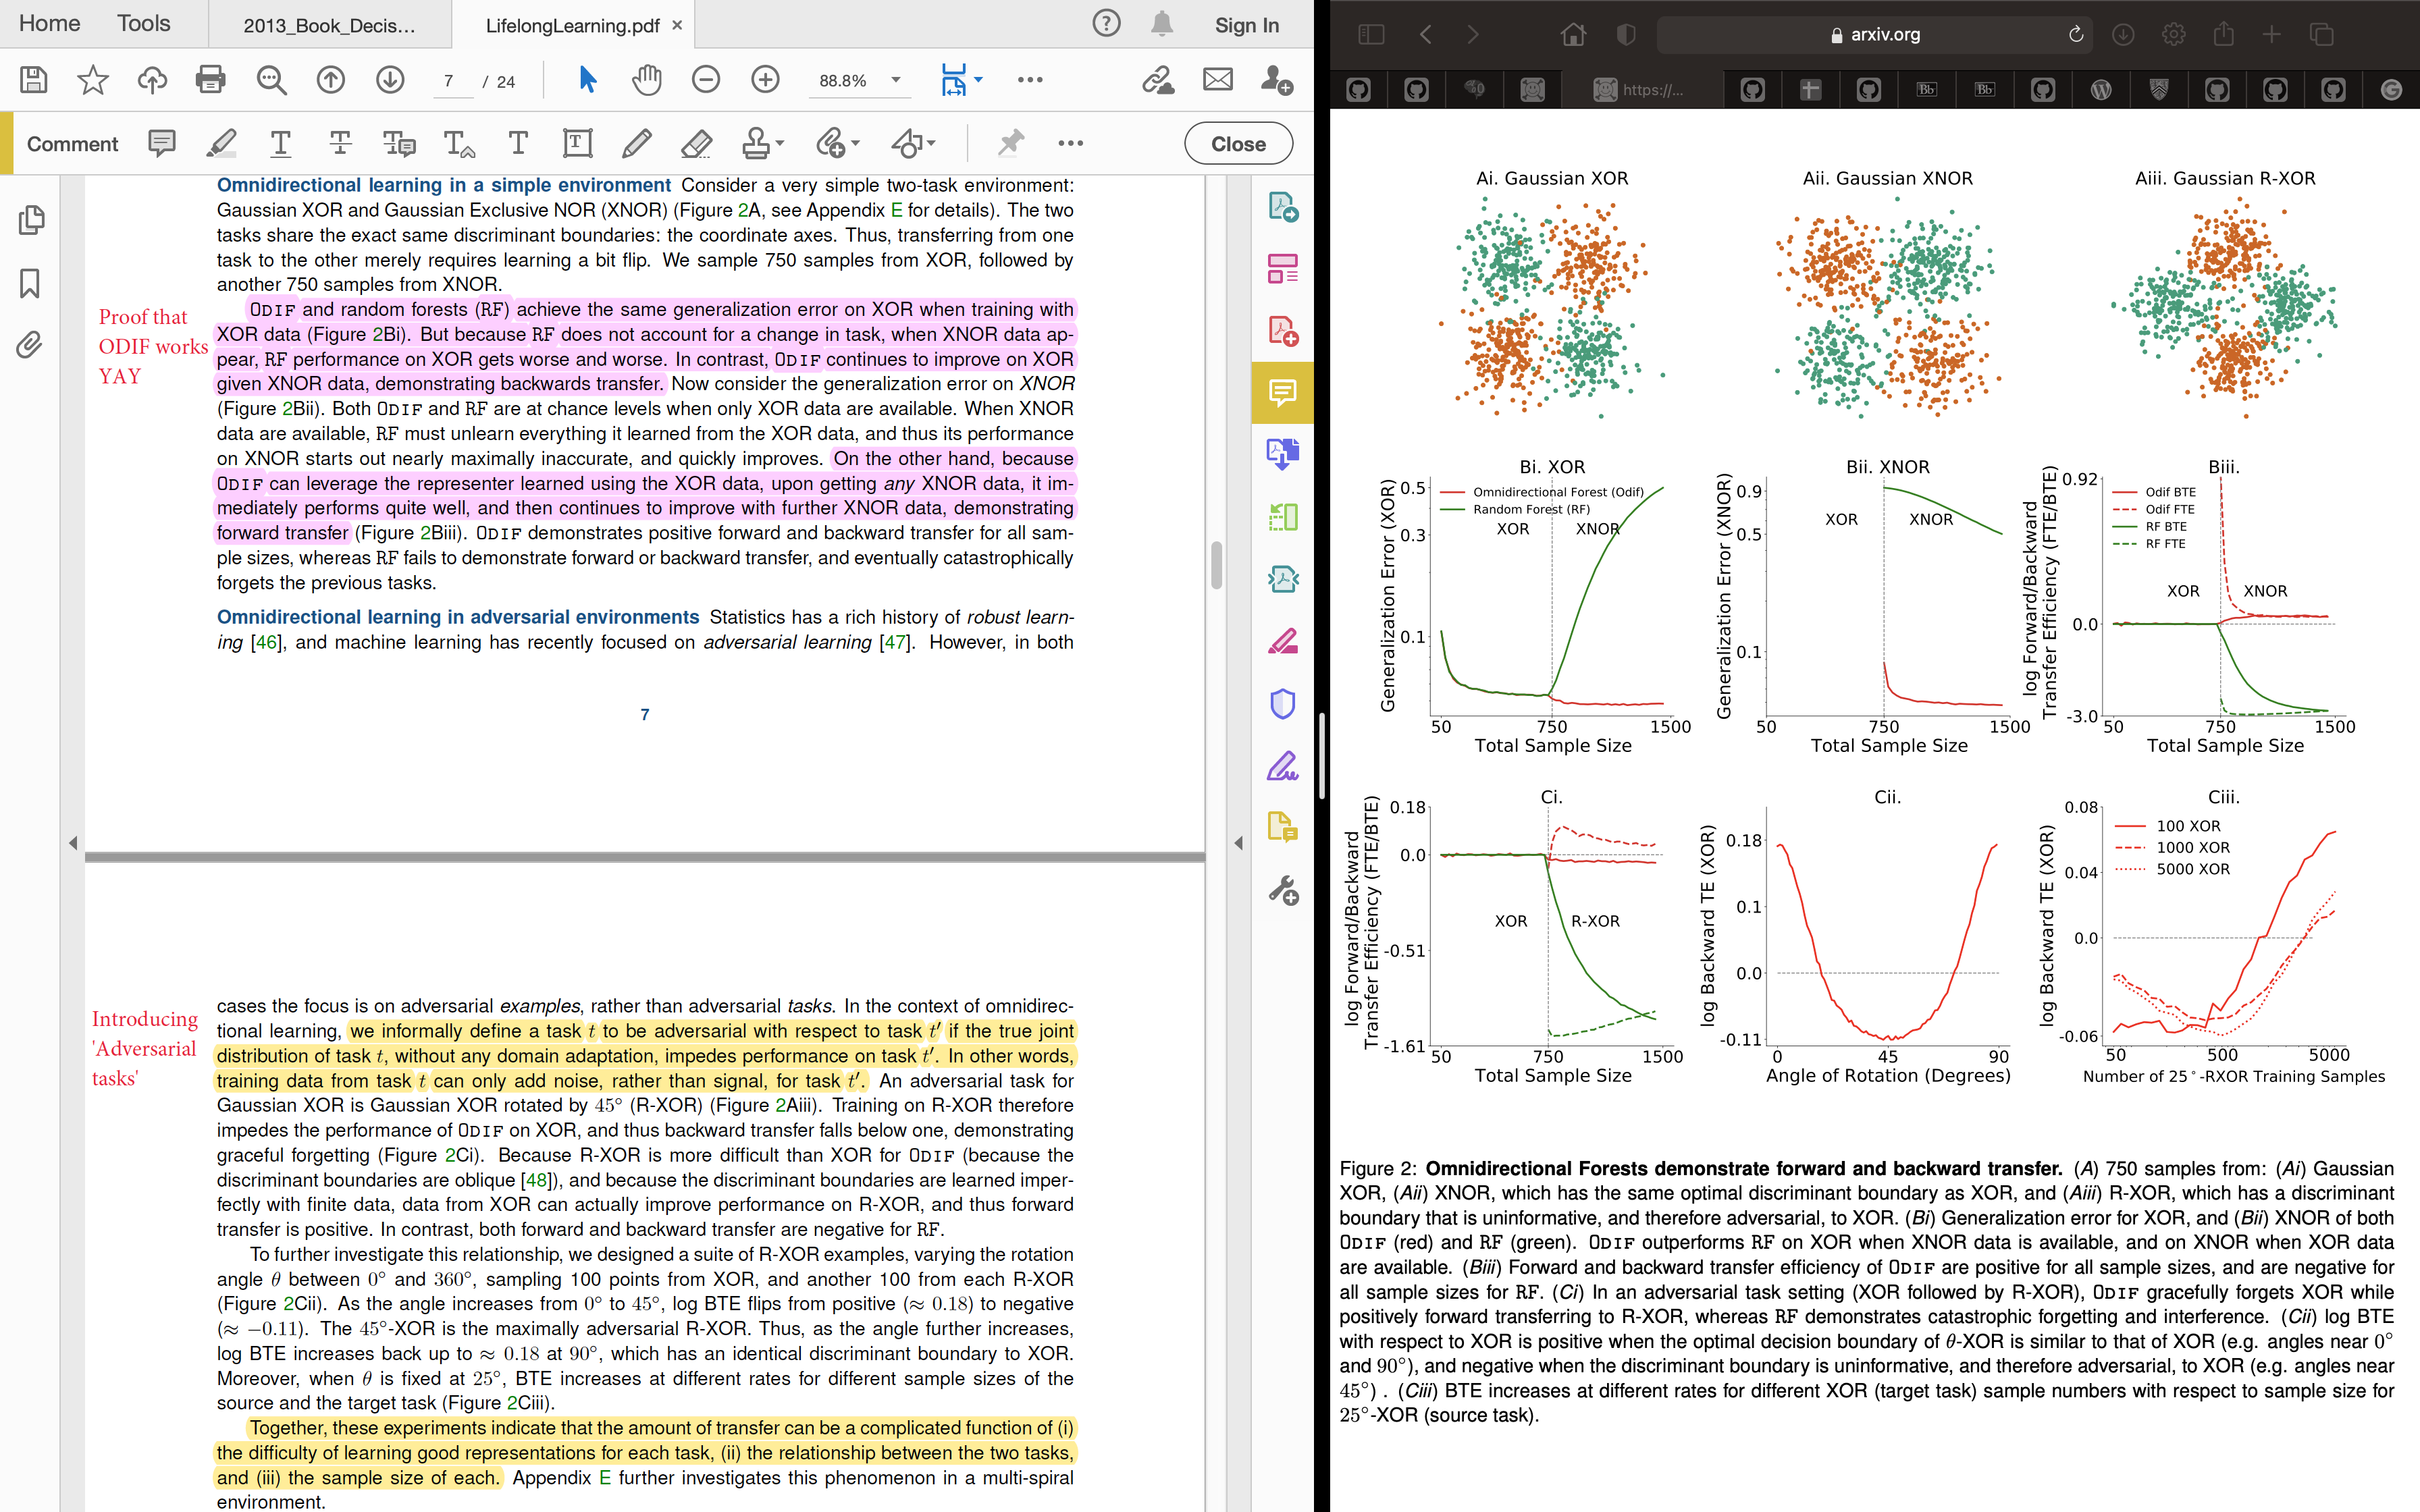 Home Tools 2013_Book_Decis... LifelongLearning.pdf × Sign In
7 / 24 88.8%
Comment Close
Omnidirectional learning in a simple environment Consider a very simple two-task environment:
Gaussian XOR and Gaussian Exclusive NOR (XNOR) (Figure 2A, see Appendix E for details). The two
tasks share the exact same discriminant boundaries: the coordinate axes. Thus, transferring from one
task to the other merely requires learning a bit flip. We sample 750 samples from XOR, followed by
another 750 samples from XNOR.
Proof that
ODIF works
YAY
ODIF and random forests (RF) achieve the same generalization error on XOR when training with
XOR data (Figure 2Bi). But because RF does not account for a change in task, when XNOR data ap-
pear, RF performance on XOR gets worse and worse. In contrast, ODIF continues to improve on XOR
given XNOR data, demonstrating backwards transfer. Now consider the generalization error on XNOR
(Figure 2Bii). Both ODIF and RF are at chance levels when only XOR data are available. When XNOR
data are available, RF must unlearn everything it learned from the XOR data, and thus its performance
on XNOR starts out nearly maximally inaccurate, and quickly improves. On the other hand, because
ODIF can leverage the representer learned using the XOR data, upon getting any XNOR data, it im-
mediately performs quite well, and then continues to improve with further XNOR data, demonstrating
forward transfer (Figure 2Biii). ODIF demonstrates positive forward and backward transfer for all sam-
ple sizes, whereas RF fails to demonstrate forward or backward transfer, and eventually catastrophically
forgets the previous tasks.
Omnidirectional learning in adversarial environments Statistics has a rich history of robust learn-
ing [46], and machine learning has recently focused on adversarial learning [47]. However, in both
7
Introducing
'Adversarial
tasks'
cases the focus is on adversarial examples, rather than adversarial tasks. In the context of omnidirec-
tional learning, we informally define a task t to be adversarial with respect to task t′ if the true joint
distribution of task t, without any domain adaptation, impedes performance on task t′. In other words,
training data from task t can only add noise, rather than signal, for task t′. An adversarial task for
Gaussian XOR is Gaussian XOR rotated by 45° (R-XOR) (Figure 2Aiii). Training on R-XOR therefore
impedes the performance of ODIF on XOR, and thus backward transfer falls below one, demonstrating
graceful forgetting (Figure 2Ci). Because R-XOR is more difficult than XOR for ODIF (because the
discriminant boundaries are oblique [48]), and because the discriminant boundaries are learned imper-
fectly with finite data, data from XOR can actually improve performance on R-XOR, and thus forward
transfer is positive. In contrast, both forward and backward transfer are negative for RF.
To further investigate this relationship, we designed a suite of R-XOR examples, varying the rotation
angle θ between 0° and 360°, sampling 100 points from XOR, and another 100 from each R-XOR
(Figure 2Cii). As the angle increases from 0° to 45°, log BTE flips from positive (≈ 0.18) to negative
(≈ −0.11). The 45°-XOR is the maximally adversarial R-XOR. Thus, as the angle further increases,
log BTE increases back up to ≈ 0.18 at 90°, which has an identical discriminant boundary to XOR.
Moreover, when θ is fixed at 25°, BTE increases at different rates for different sample sizes of the
source and the target task (Figure 2Ciii).
Together, these experiments indicate that the amount of transfer can be a complicated function of (i)
the difficulty of learning good representations for each task, (ii) the relationship between the two tasks,
and (iii) the sample size of each. Appendix E further investigates this phenomenon in a multi-spiral
environment.
arxiv.org
https://...
Bb Bb
Ai. Gaussian XOR Aii. Gaussian XNOR Aiii. Gaussian R-XOR
Bi. XOR
Generalization Error (XOR)
0.5
0.3
0.1
Omnidirectional Forest (Odif)
Random Forest (RF)
XOR XNOR
50 750 1500
Total Sample Size
Bii. XNOR
Generalization Error (XNOR)
0.9
0.5
0.1
XOR XNOR
50 750 1500
Total Sample Size
Biii.
log Forward/Backward
Transfer Efficiency (FTE/BTE)
0.92
0.0
-3.0
Odif BTE
Odif FTE
RF BTE
RF FTE
XOR XNOR
50 750 1500
Total Sample Size
Ci.
log Forward/Backward
Transfer Efficiency (FTE/BTE)
0.18
0.0
-0.51
-1.61
XOR R-XOR
50 750 1500
Total Sample Size
Cii.
log Backward TE (XOR)
0.18
0.1
0.0
-0.11
0 45 90
Angle of Rotation (Degrees)
Ciii.
log Backward TE (XOR)
0.08
0.04
0.0
-0.06
100 XOR
1000 XOR
5000 XOR
50 500 5000
Number of 25°-RXOR Training Samples
Figure 2: Omnidirectional Forests demonstrate forward and backward transfer. (A) 750 samples from: (Ai) Gaussian
XOR, (Aii) XNOR, which has the same optimal discriminant boundary as XOR, and (Aiii) R-XOR, which has a discriminant
boundary that is uninformative, and therefore adversarial, to XOR. (Bi) Generalization error for XOR, and (Bii) XNOR of both
ODIF (red) and RF (green). ODIF outperforms RF on XOR when XNOR data is available, and on XNOR when XOR data
are available. (Biii) Forward and backward transfer efficiency of ODIF are positive for all sample sizes, and are negative for
all sample sizes for RF. (Ci) In an adversarial task setting (XOR followed by R-XOR), ODIF gracefully forgets XOR while
positively forward transferring to R-XOR, whereas RF demonstrates catastrophic forgetting and interference. (Cii) log BTE
with respect to XOR is positive when the optimal decision boundary of θ-XOR is similar to that of XOR (e.g. angles near 0°
and 90°), and negative when the discriminant boundary is uninformative, and therefore adversarial, to XOR (e.g. angles near
45°) . (Ciii) BTE increases at different rates for different XOR (target task) sample numbers with respect to sample size for
25°-XOR (source task).